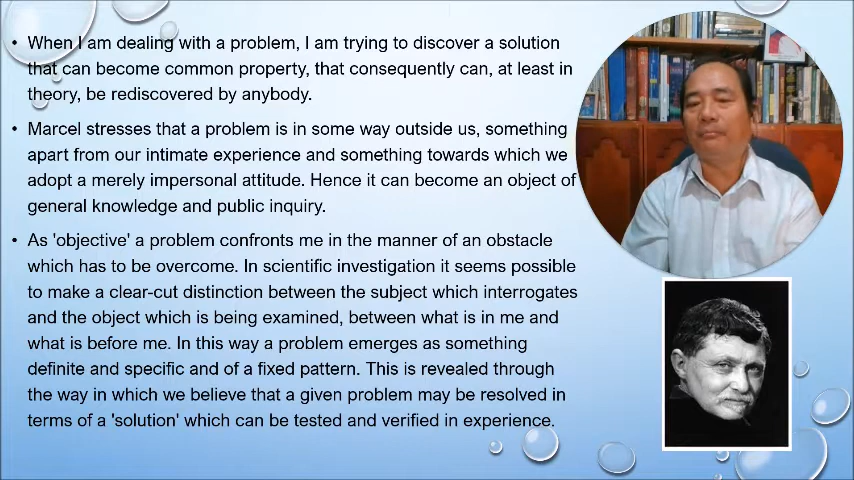 • When I am dealing with a problem, I am trying to discover a solution
that can become common property, that consequently can, at least in
theory, be rediscovered by anybody.
• Marcel stresses that a problem is in some way outside us, something
apart from our intimate experience and something towards which we
adopt a merely impersonal attitude. Hence it can become an object of
general knowledge and public inquiry.
• As 'objective' a problem confronts me in the manner of an obstacle
which has to be overcome. In scientific investigation it seems possible
to make a clear-cut distinction between the subject which interrogates
and the object which is being examined, between what is in me and
what is before me. In this way a problem emerges as something
definite and specific and of a fixed pattern. This is revealed through
the way in which we believe that a given problem may be resolved in
terms of a 'solution' which can be tested and verified in experience.